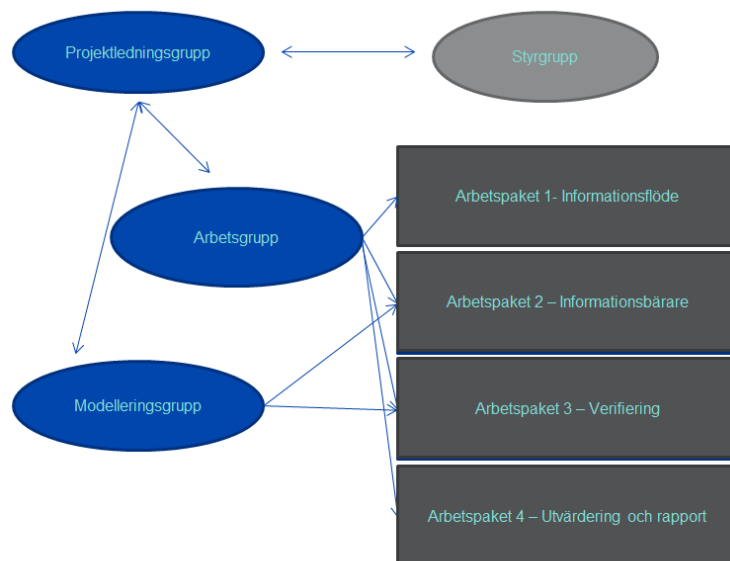 Projektledningsgrupp
Styrgrupp
Arbetspaket 1- Informationsflöde
Arbetsgrupp
Arbetspaket 2 – Informationsbärare
Modelleringsgrupp
Arbetspaket 3 – Verifiering
Arbetspaket 4 – Utvärdering och rapport